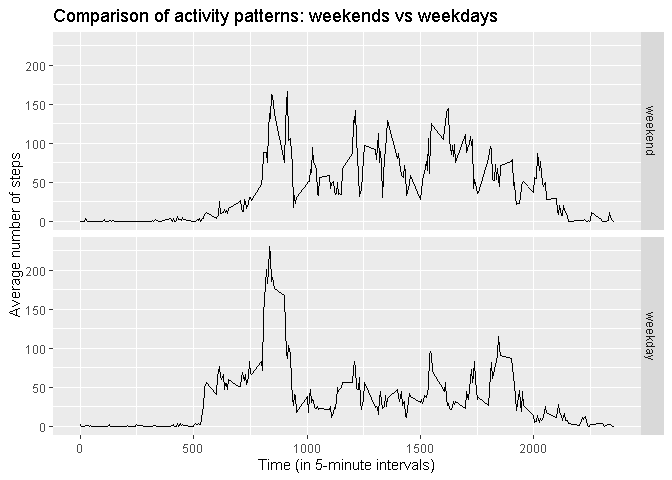 Comparison of activity patterns: weekends vs weekdays
200
150
100
50
0
weekend
Average number of steps
200
150
100
50
0
weekday
0 500 1000 1500 2000
Time (in 5-minute intervals)